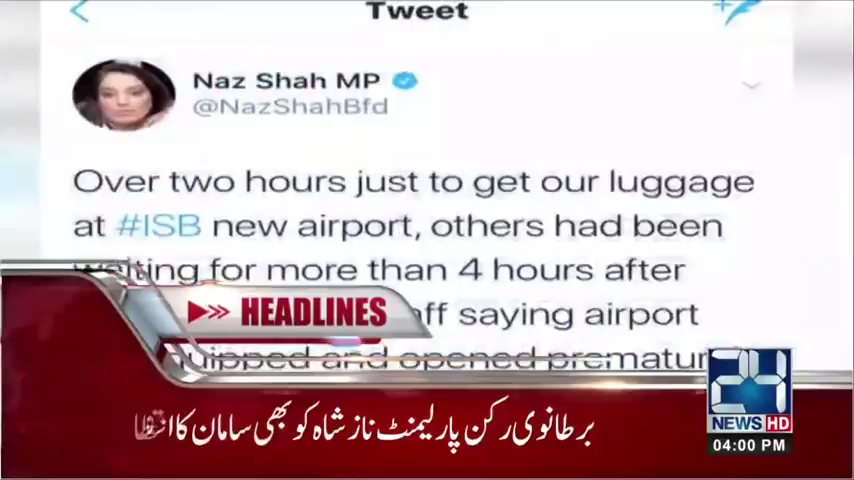 Tweet
Naz Shah MP
@NazShahBfd
Over two hours just to get our luggage
at #ISB new airport, others had been
waiting for more than 4 hours after
saying airport
and opened
HEADLINES
24
NEWS HD
04:00 PM
برطانوی رکن پارلیمنٹ ناز شاہ کو بھی سامان کا